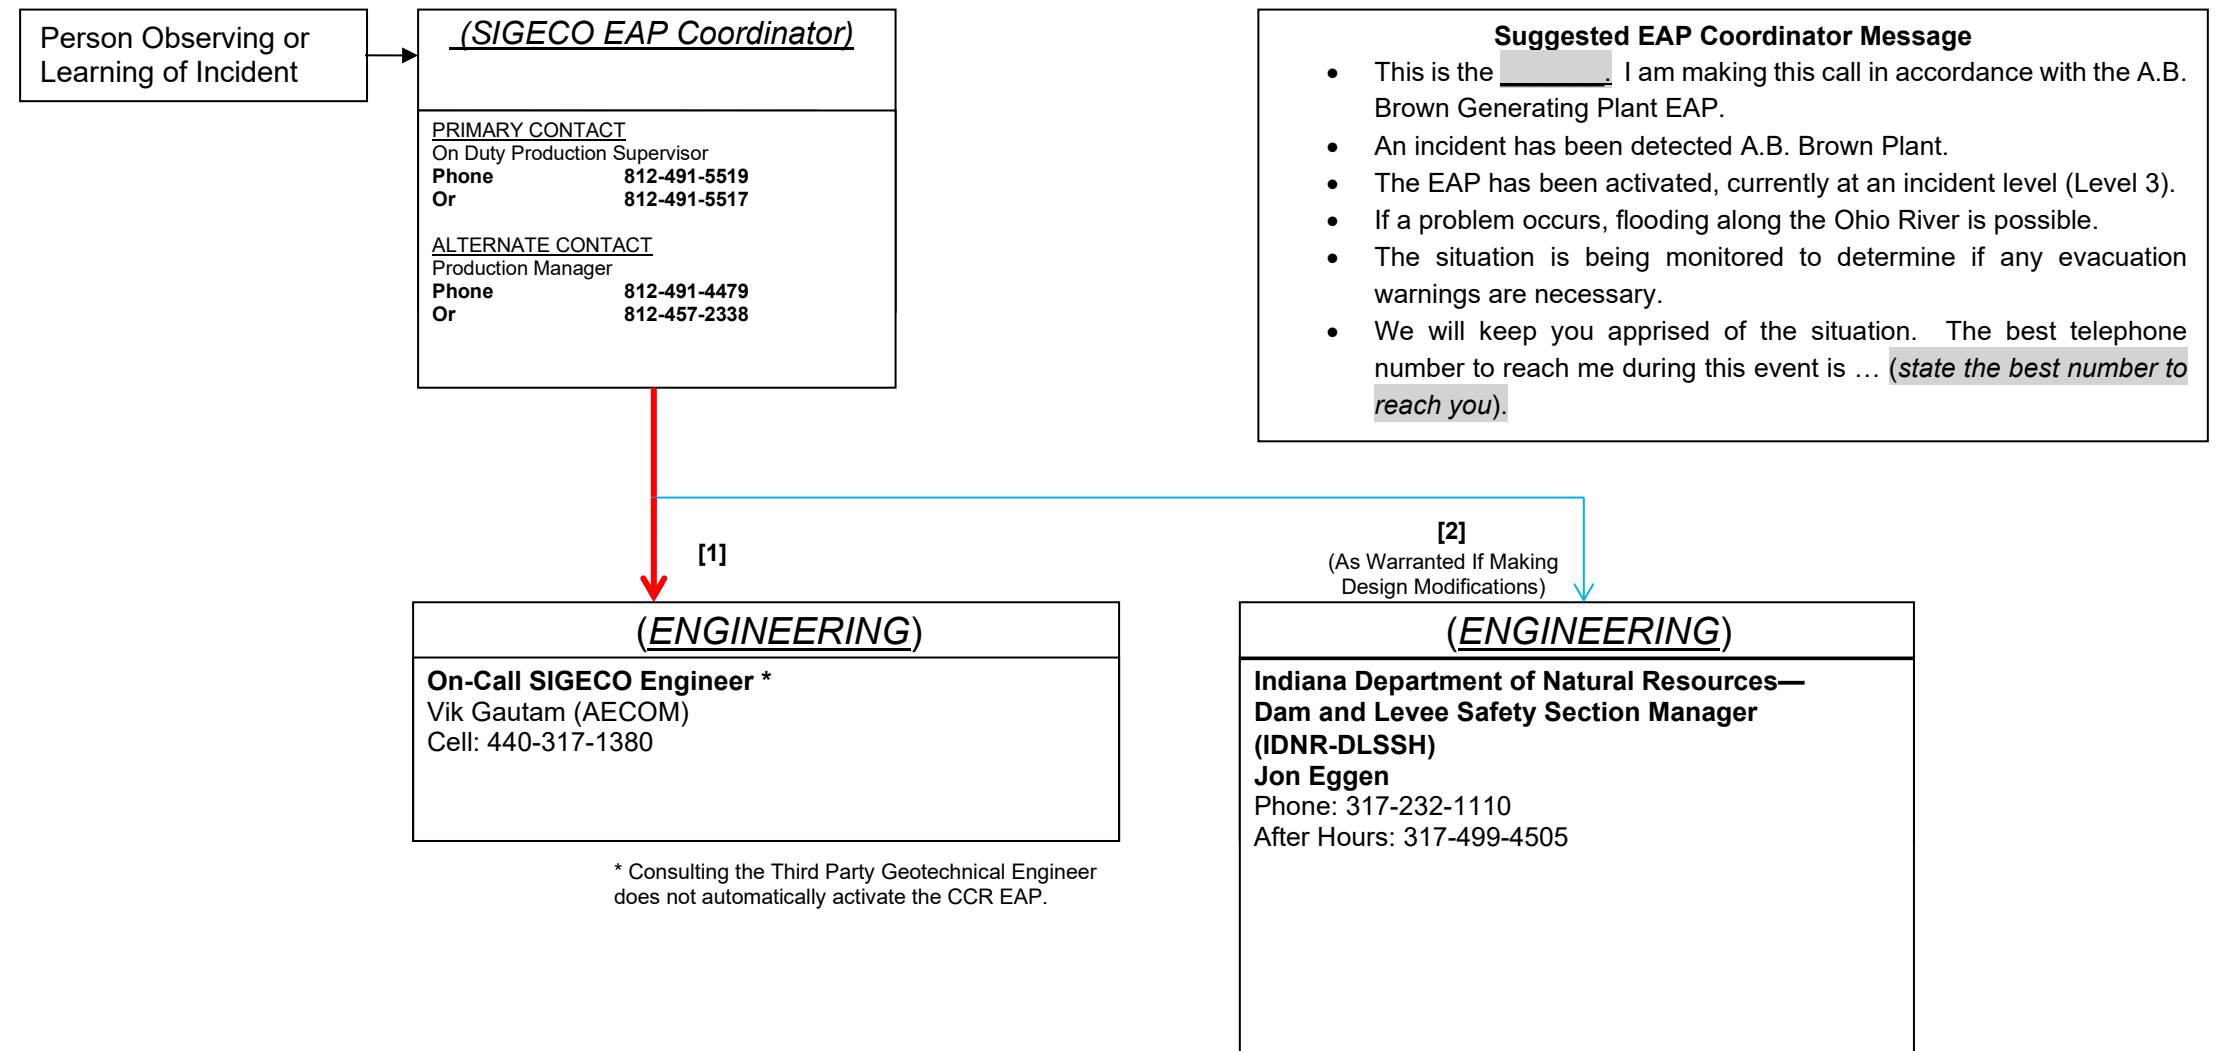 Person Observing or
Learning of Incident
(SIGECO EAP Coordinator)
PRIMARY CONTACT
On Duty Production Supervisor
Phone 812-491-5519
Or 812-491-5517
ALTERNATE CONTACT
Production Manager
Phone 812-491-4479
Or 812-457-2338
Suggested EAP Coordinator Message
• This is the _______. I am making this call in accordance with the A.B.
Brown Generating Plant EAP.
• An incident has been detected A.B. Brown Plant.
• The EAP has been activated, currently at an incident level (Level 3).
• If a problem occurs, flooding along the Ohio River is possible.
• The situation is being monitored to determine if any evacuation
warnings are necessary.
• We will keep you apprised of the situation. The best telephone
number to reach me during this event is … (state the best number to
reach you).
[1]
[2]
(As Warranted If Making
Design Modifications)
(ENGINEERING)
On-Call SIGECO Engineer *
Vik Gautam (AECOM)
Cell: 440-317-1380
* Consulting the Third Party Geotechnical Engineer
does not automatically activate the CCR EAP.
(ENGINEERING)
Indiana Department of Natural Resources—
Dam and Levee Safety Section Manager
(IDNR-DLSSH)
Jon Eggen
Phone: 317-232-1110
After Hours: 317-499-4505